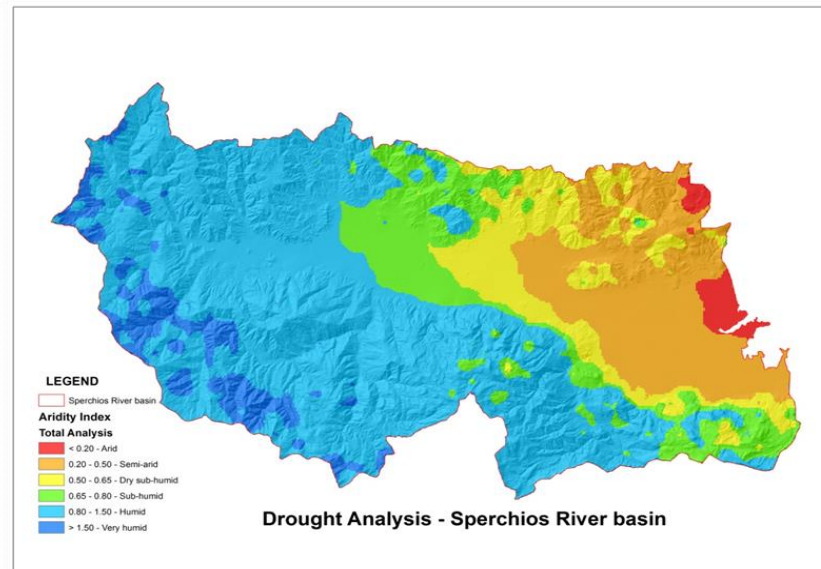 LEGEND
Sperchios River basin
Aridity Index
Total Analysis
< 0.20 - Arid
0.20 - 0.50 - Semi-arid
0.50 - 0.65 - Dry sub-humid
0.65 - 0.80 - Sub-humid
0.80 - 1.50 - Humid
> 1.50 - Very humid
Drought Analysis - Sperchios River basin